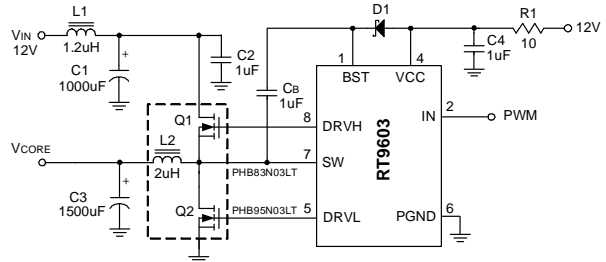 L1
VIN
12V
1.2uH
C1
1000uF
C2
1uF
CB
1uF
D1
R1
10
12V
C4
1uF
1
4
BST
VCC
Q1
8
DRVH
IN
2
PWM
VCORE
L2
2uH
7
SW
PHB83N03LT
RT9603
C3
1500uF
Q2
PHB95N03LT
5
DRVL
PGND
6
+
+